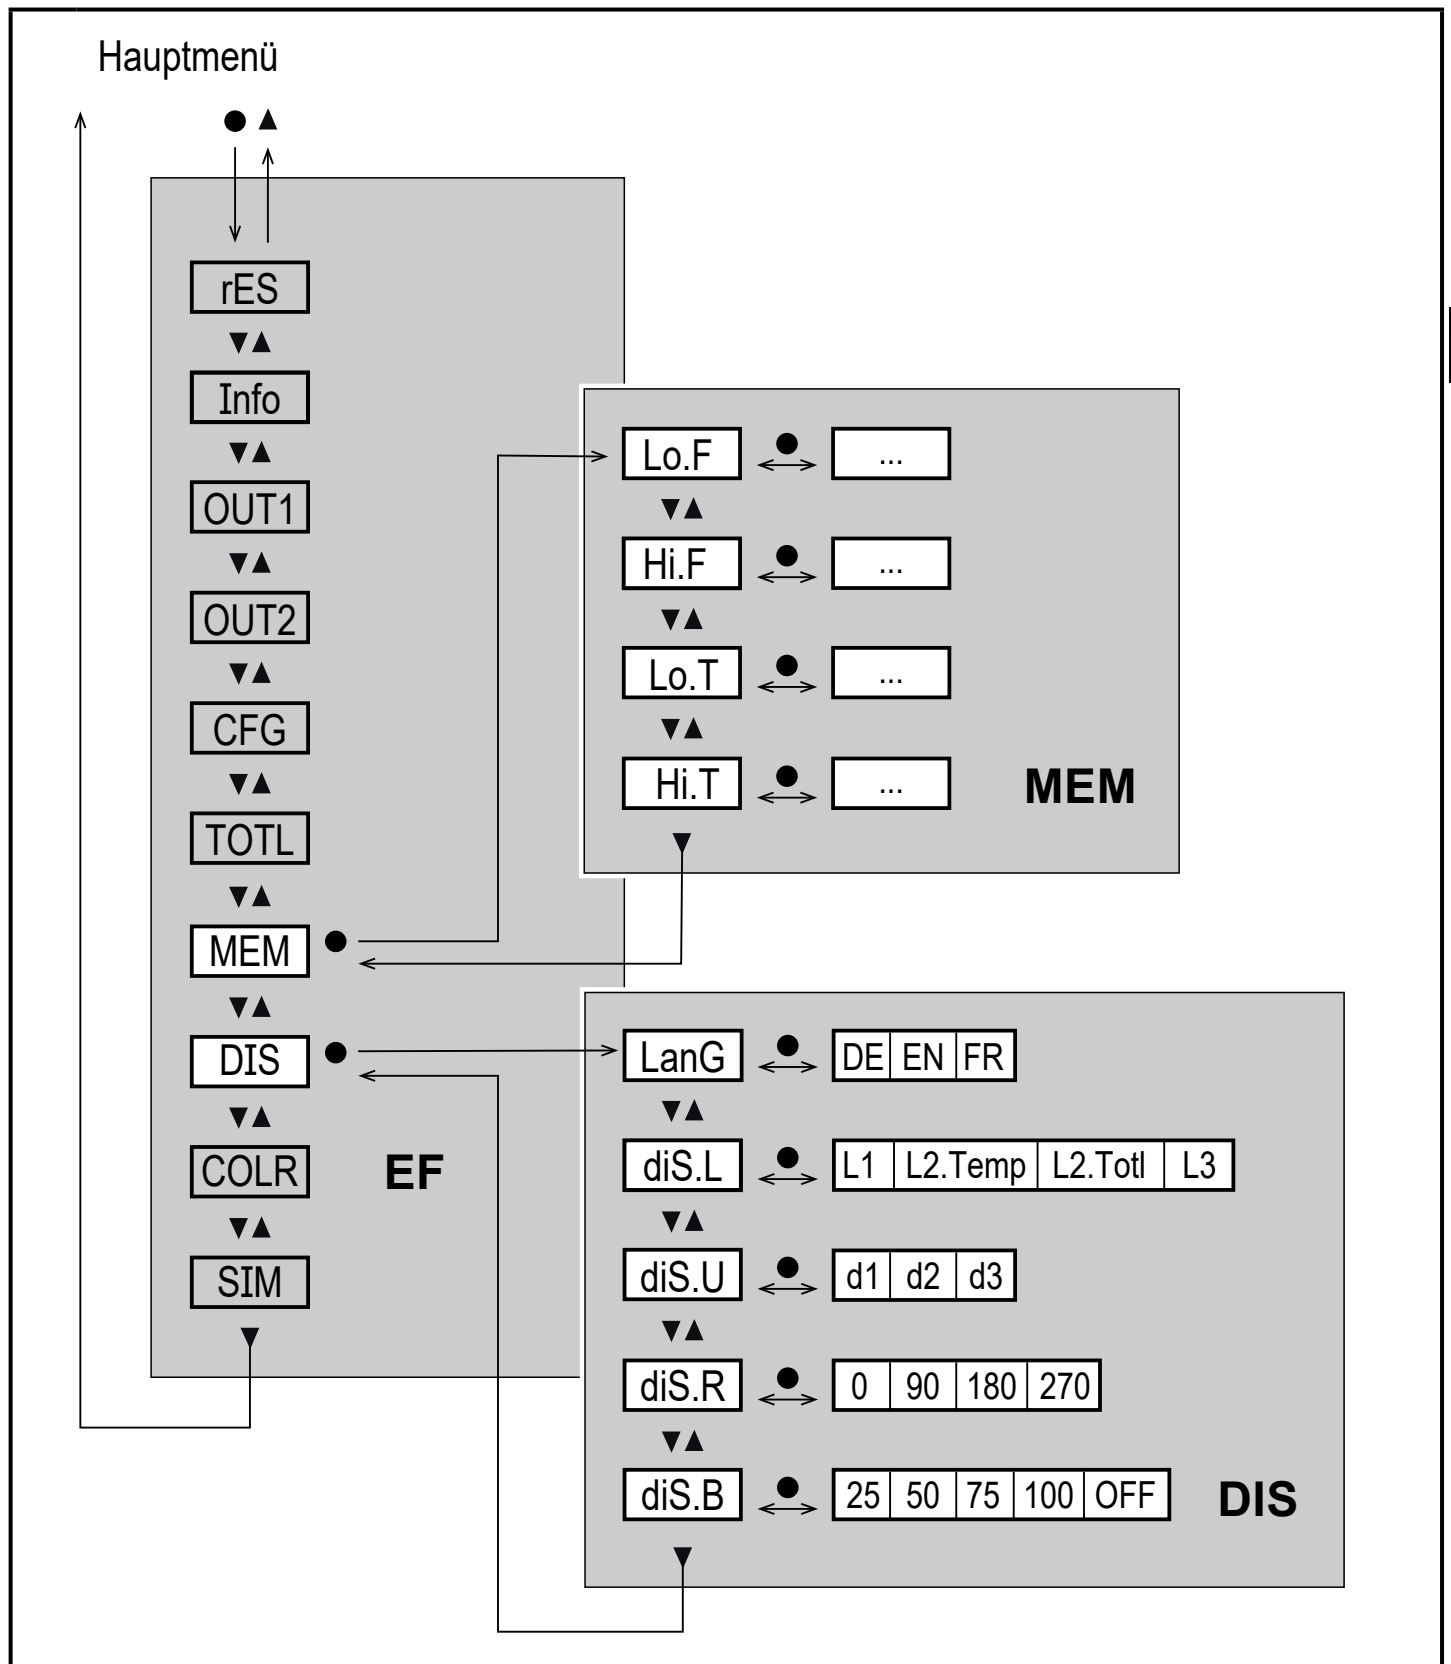 Hauptmenü
rES
Info
OUT1
OUT2
CFG
TOTL
MEM
DIS
COLR
SIM
EF
Lo.F ...
Hi.F ...
Lo.T ...
Hi.T ...
MEM
LanG DE EN FR
diS.L L1 L2.Temp L2.Totl L3
diS.U d1 d2 d3
diS.R 0 90 180 270
diS.B 25 50 75 100 OFF
DIS